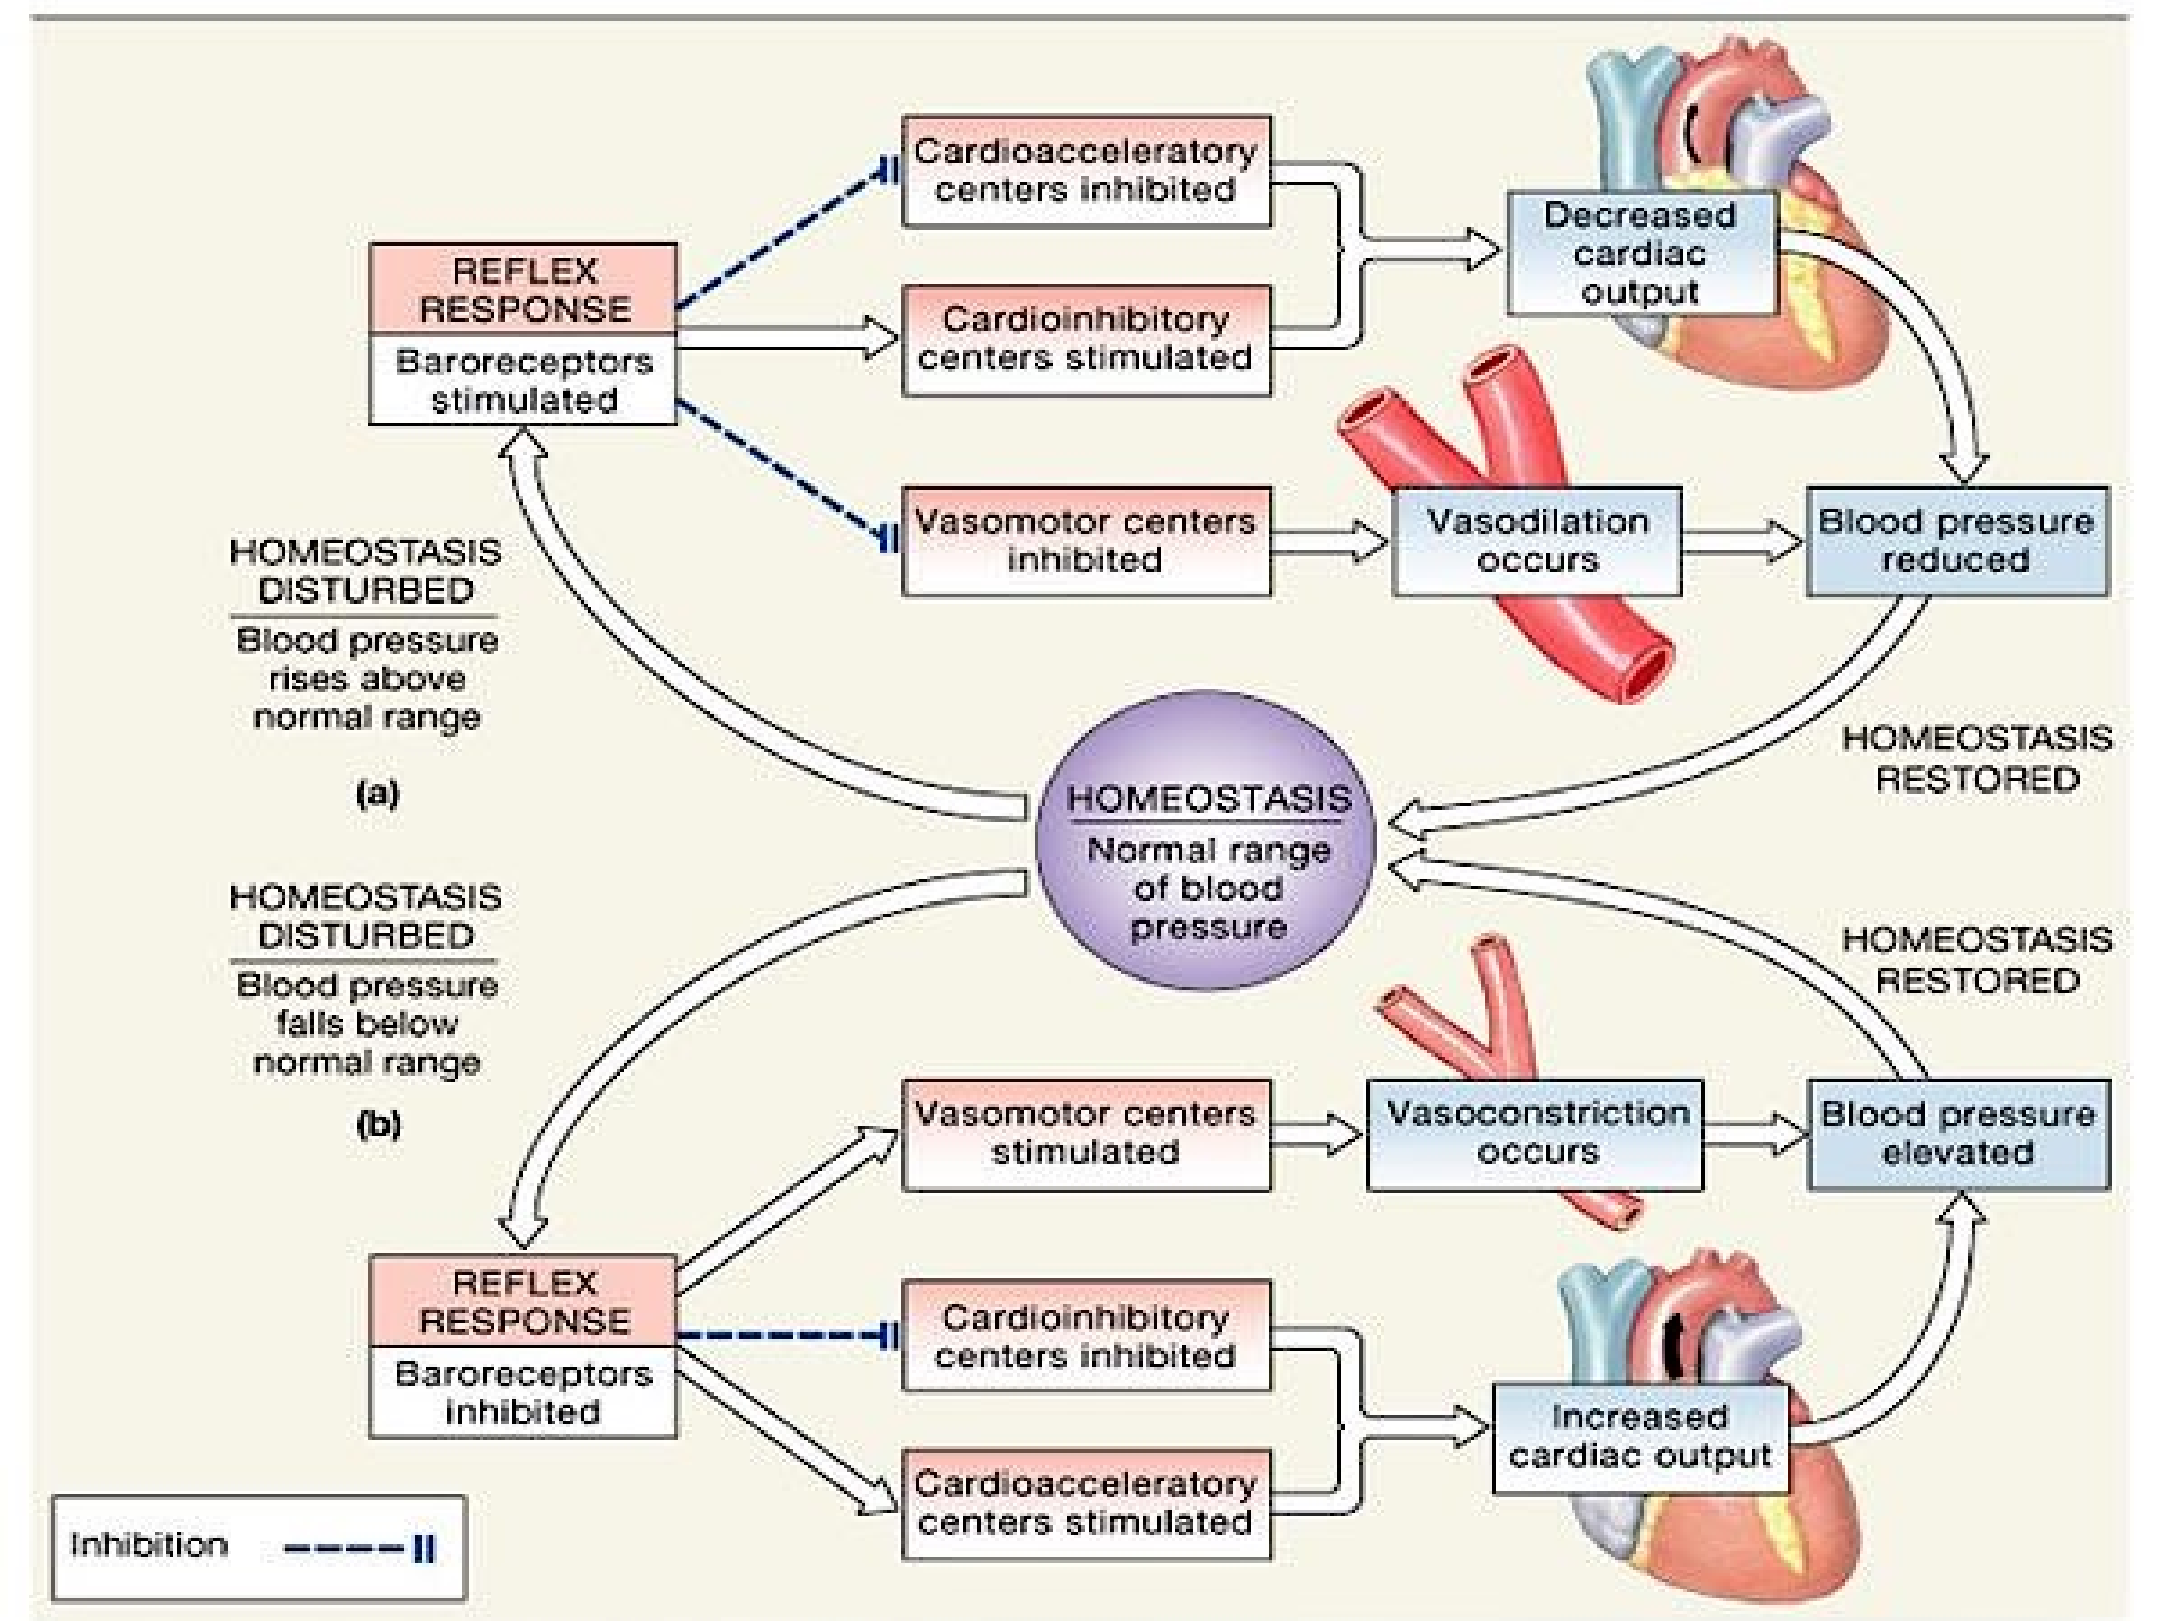 Cardioacceleratory
centers inhibited
Decreased
cardiac
output
REFLEX
RESPONSE
Baroreceptors
stimulated
Cardioinhibitory
centers stimulated
Vasomotor centers
inhibited
Vasodilation
occurs
Blood pressure
reduced
HOMEOSTASIS
DISTURBED
Blood pressure
rises above
normal range
(a)
HOMEOSTASIS
RESTORED
HOMEOSTASIS
Normal range
of blood
pressure
HOMEOSTASIS
DISTURBED
Blood pressure
falls below
normal range
(b)
HOMEOSTASIS
RESTORED
Vasomotor centers
stimulated
Vasoconstriction
occurs
Blood pressure
elevated
REFLEX
RESPONSE
Baroreceptors
inhibited
Cardioinhibitory
centers inhibited
Increased
cardiac output
Cardioacceleratory
centers stimulated
Inhibition